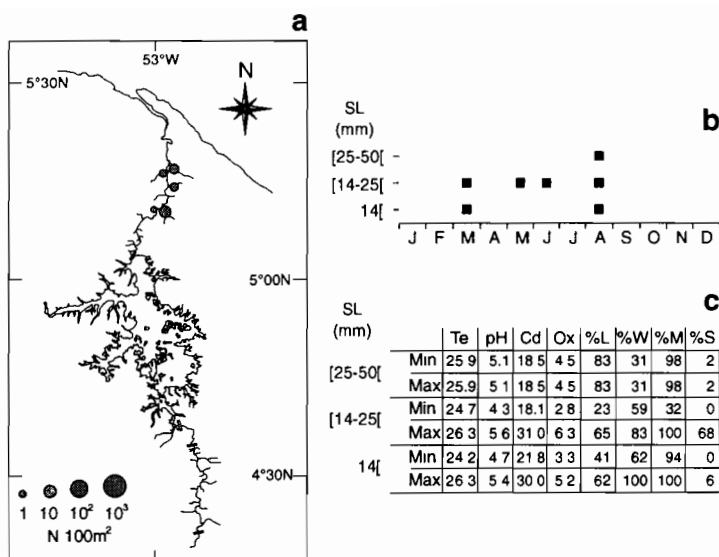 a
53°W
5°30N
N
5°00N
4°30N
1 10 10² 10³
N 100m²
b
SL
(mm)
[25-50[
[14-25[
14[
J F M A M J J A S O N D
c
SL
(mm)
Te pH Cd Ox %L %W %M %S
[25-50[
Min 25 9 5.1 18 5 4 5 83 31 98 2
Max 25.9 5 1 18 5 4 5 83 31 98 2
[14-25[
Min 24 7 4 3 18.1 2 8 23 59 32 0
Max 26 3 5 6 31 0 6 3 65 83 100 68
14[
Min 24 2 4 7 21 8 3 3 41 62 94 0
Max 26 3 5 4 30 0 5 2 62 100 100 6